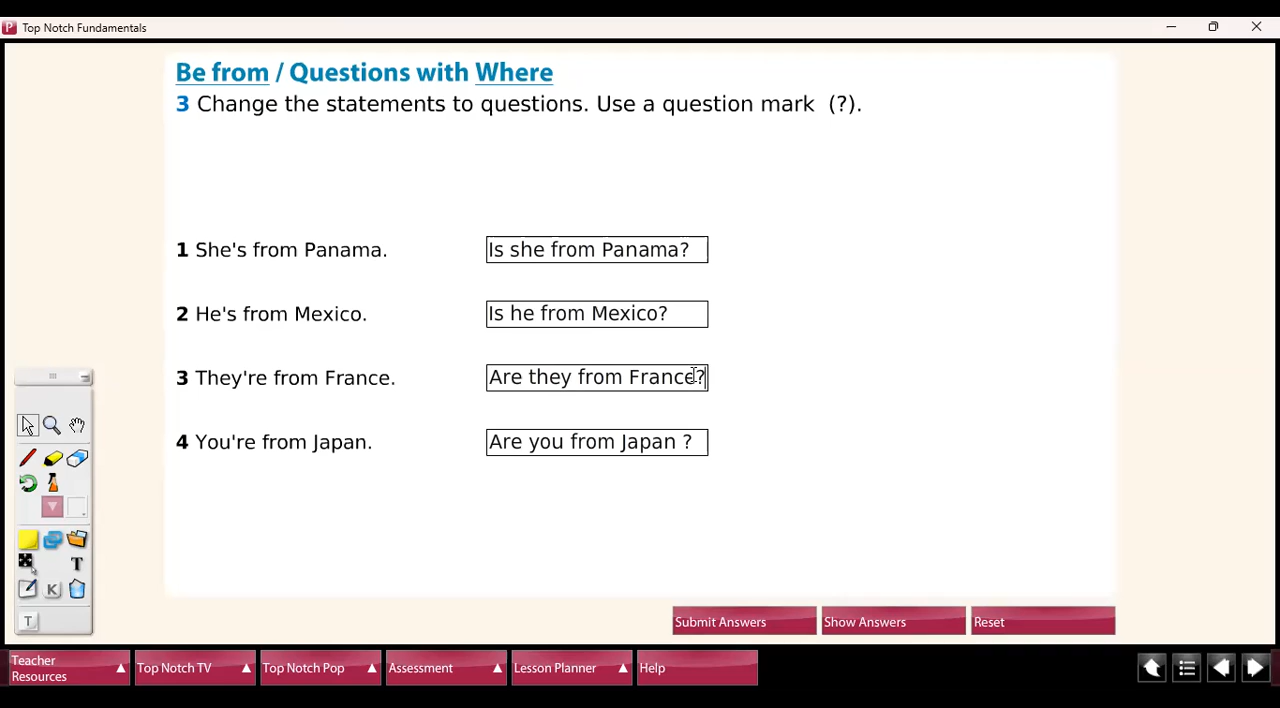 Top Notch Fundamentals
Be from / Questions with Where
3 Change the statements to questions. Use a question mark (?).
1 She's from Panama. Is she from Panama?
2 He's from Mexico. Is he from Mexico?
3 They're from France. Are they from France?
4 You're from Japan. Are you from Japan ?
T
K
T
Submit Answers Show Answers Reset
Teacher
Resources
Top Notch TV Top Notch Pop Assessment Lesson Planner Help